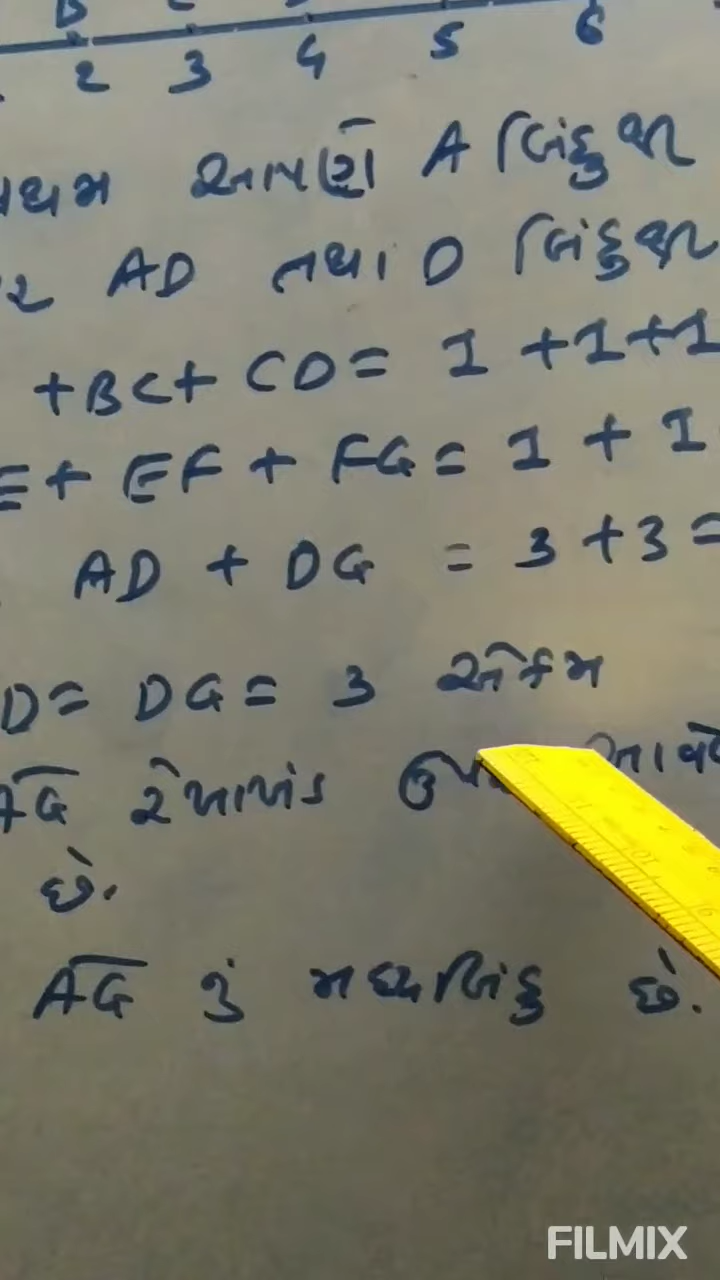 2 3 4 5 6
પ્રથમ આપણે A બિંદુથી
AD તથા D બિંદુથી
+BC+ CD= 1 +1+1
E+ EF + FG= 1 + 1
AD + DG = 3 +3=
D= DG= 3 એકમ
AG રેખાખંડ
છે.
AG નું મધ્યબિંદુ છે.
FILMIX